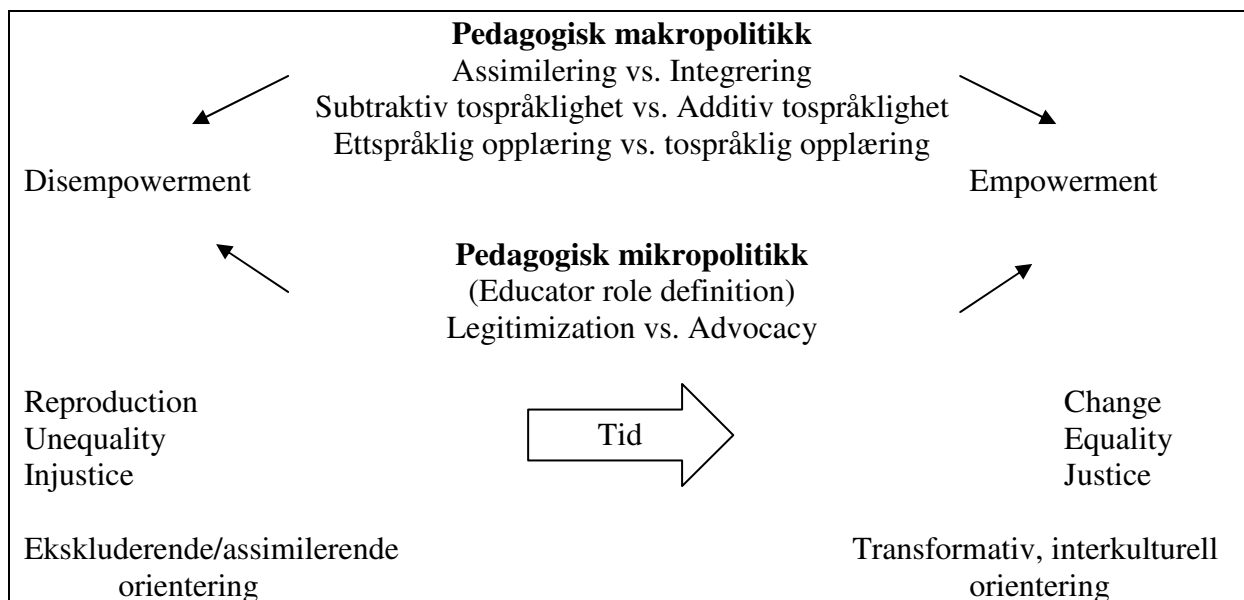 Pedagogisk makropolitikk
Assimilering vs. Integrering
Subtraktiv tospråklighet vs. Additiv tospråklighet
Ettspråklig opplæring vs. tospråklig opplæring
Disempowerment
Empowerment
Pedagogisk mikropolitikk
(Educator role definition)
Legitimization vs. Advocacy
Reproduction
Unequality
Injustice
Tid
Change
Equality
Justice
Ekskluderende/assimilerende
orientering
Transformativ, interkulturell
orientering